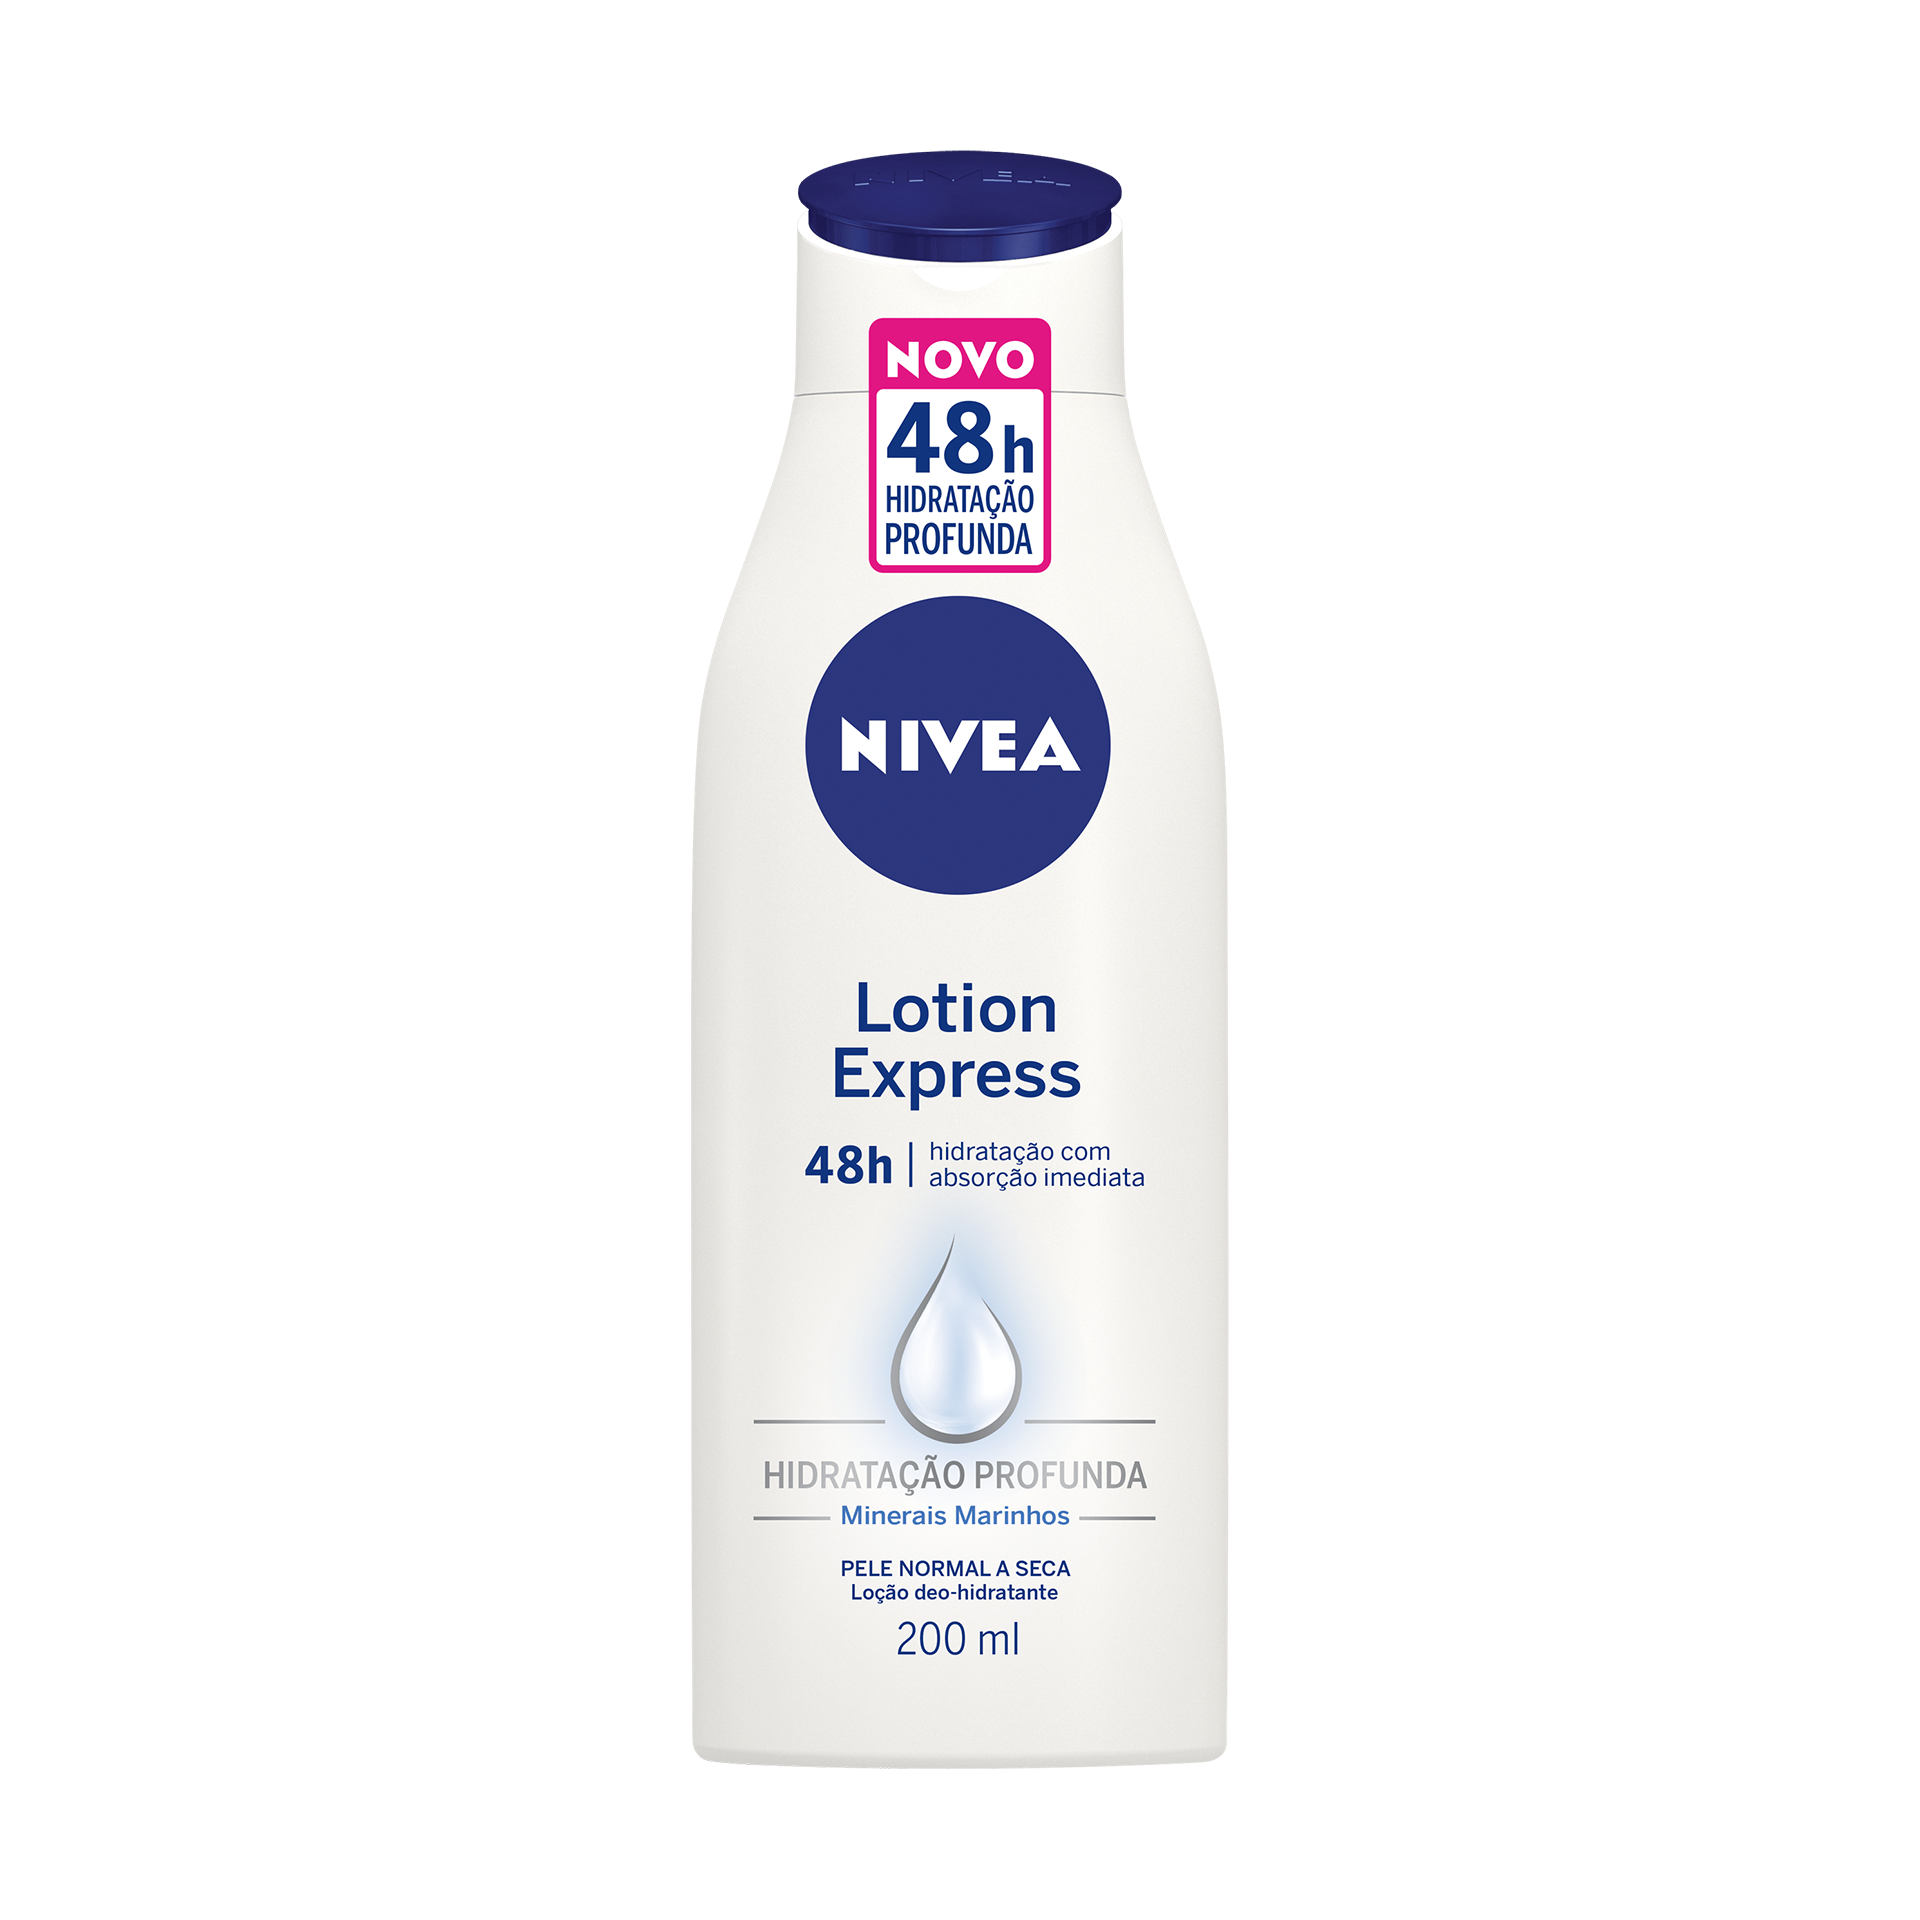 NIVEA
NOVO
48h
HIDRATAÇÃO
PROFUNDA
NIVEA
Lotion
Express
48h | hidratação com
absorção imediata
HIDRATAÇÃO PROFUNDA
Minerais Marinhos
PELE NORMAL A SECA
Loção deo-hidratante
200 ml